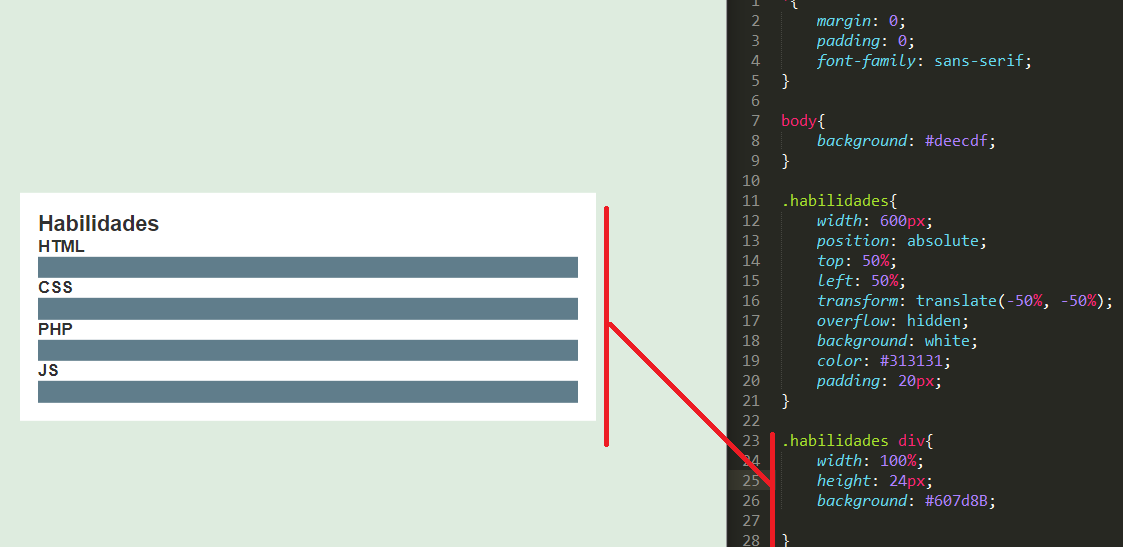 Habilidades
HTML
CSS
PHP
JS
1 *{
2 margin: 0;
3 padding: 0;
4 font-family: sans-serif;
5 }
6
7 body{
8 background: #deecdf;
9 }
10
11 .habilidades{
12 width: 600px;
13 position: absolute;
14 top: 50%;
15 left: 50%;
16 transform: translate(-50%, -50%);
17 overflow: hidden;
18 background: white;
19 color: #313131;
20 padding: 20px;
21 }
22
23 .habilidades div{
24 width: 100%;
25 height: 24px;
26 background: #607d8B;
27
28 }